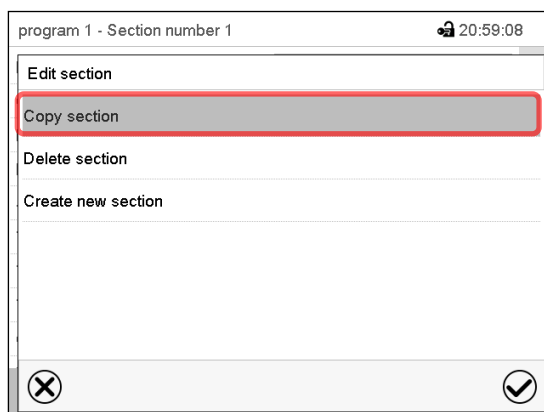 program 1 - Section number 1 20:59:08
Edit section
Copy section
Delete section
Create new section